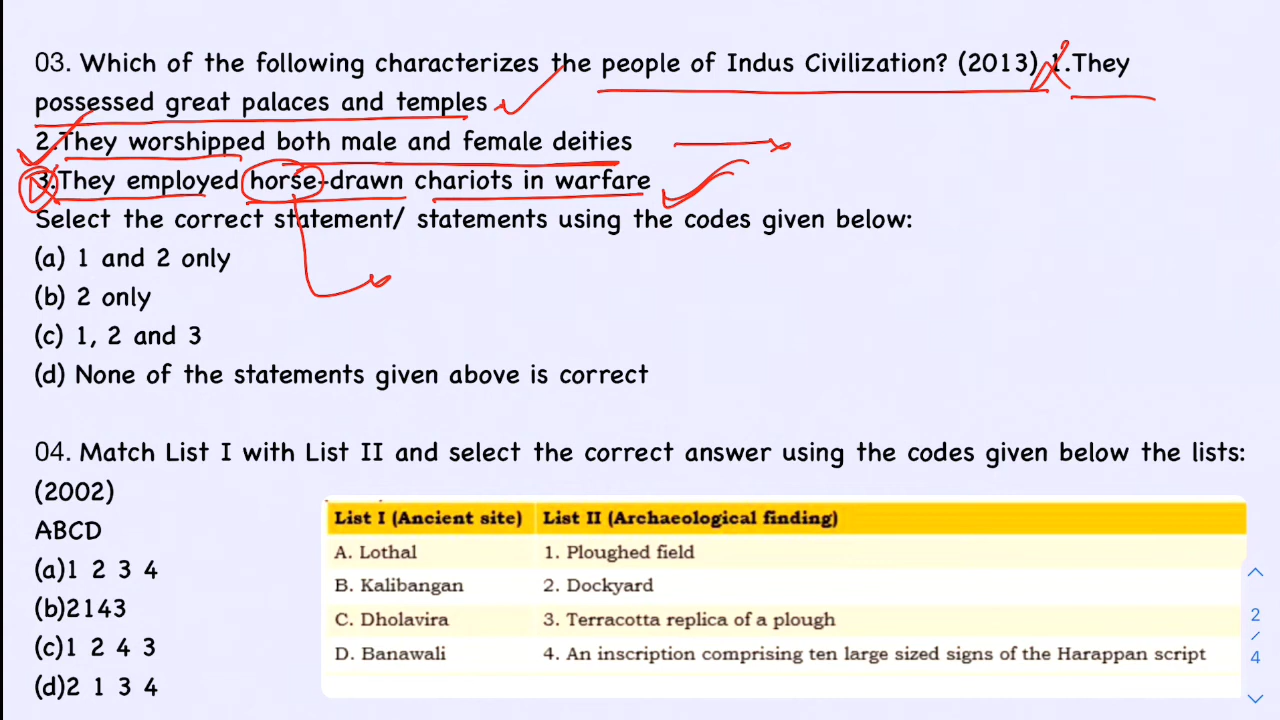 03. Which of the following characterizes the people of Indus Civilization? (2013) 1.They
possessed great palaces and temples
2.They worshipped both male and female deities
3.They employed horse-drawn chariots in warfare
Select the correct statement/ statements using the codes given below:
(a) 1 and 2 only
(b) 2 only
(c) 1, 2 and 3
(d) None of the statements given above is correct
04. Match List I with List II and select the correct answer using the codes given below the lists:
(2002)
ABCD
(a)1 2 3 4
(b)2143
(c)1 2 4 3
(d)2 1 3 4
List I (Ancient site) List II (Archaeological finding)
A. Lothal 1. Ploughed field
B. Kalibangan 2. Dockyard
C. Dholavira 3. Terracotta replica of a plough
D. Banawali 4. An inscription comprising ten large sized signs of the Harappan script
2
/
4